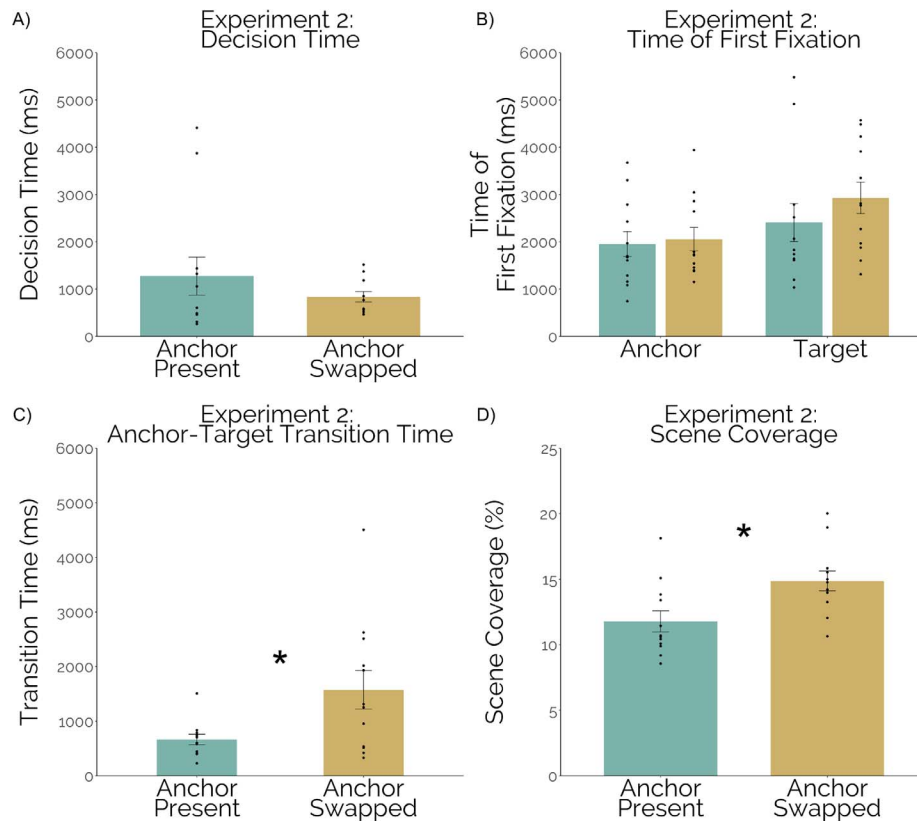 A)
Experiment 2:
Decision Time
Decision Time (ms)
6000
5000
4000
3000
2000
1000
0
Anchor
Present
Anchor
Swapped
B)
Experiment 2:
Time of First Fixation
Time of
First Fixation (ms)
6000
5000
4000
3000
2000
1000
0
Anchor
Target
C)
Experiment 2:
Anchor-Target Transition Time
Transition Time (ms)
6000
5000
4000
3000
2000
1000
0
*
Anchor
Present
Anchor
Swapped
D)
Experiment 2:
Scene Coverage
Scene Coverage (%)
25
20
15
10
5
0
*
Anchor
Present
Anchor
Swapped